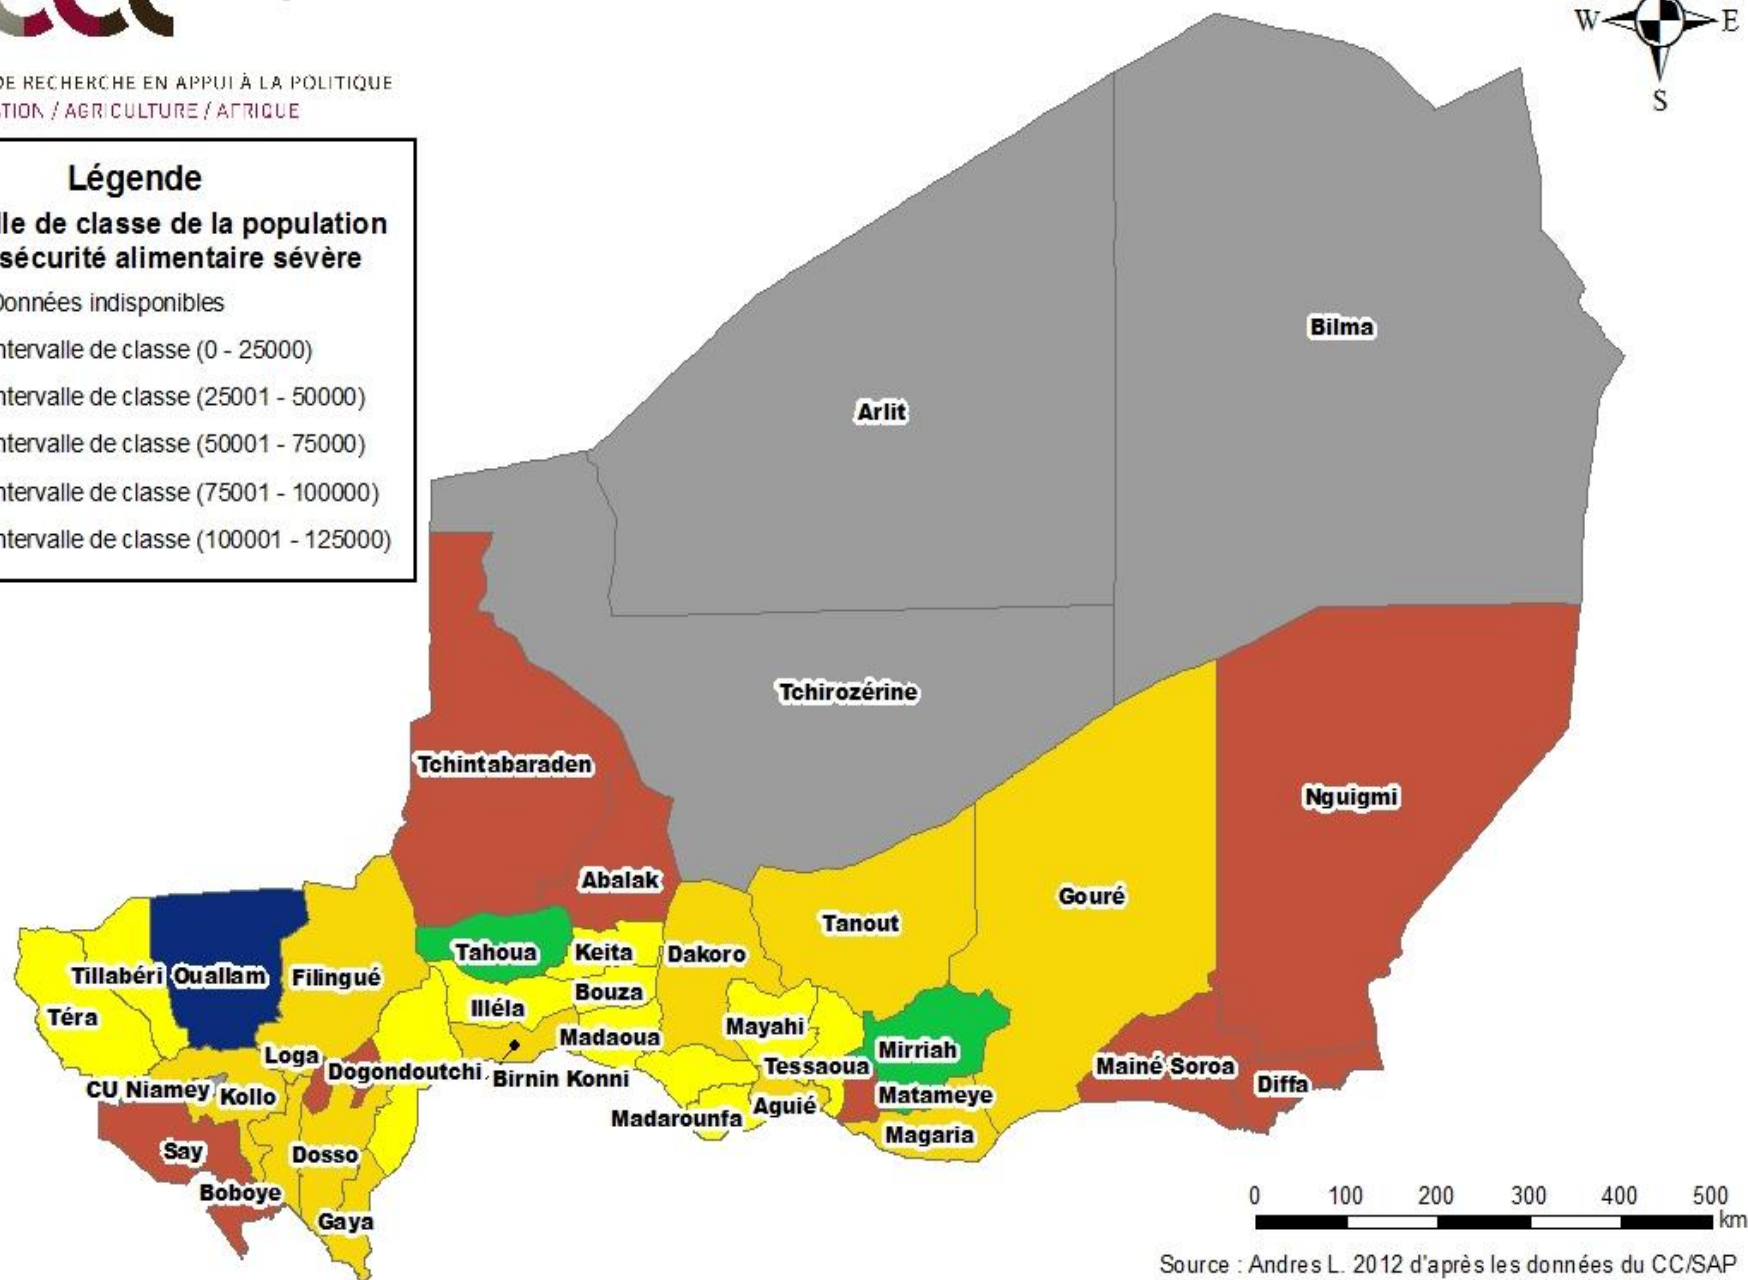 DE RECHERCHE EN APPUI À LA POLITIQUE
TION / AGRICULTURE / AFRIQUE
W E
S
Légende
lle de classe de la population
sécurité alimentaire sévère
Données indisponibles
ntervalle de classe (0 - 25000)
ntervalle de classe (25001 - 50000)
ntervalle de classe (50001 - 75000)
ntervalle de classe (75001 - 100000)
ntervalle de classe (100001 - 125000)
Bilma
Arlit
Tchirozérine
Tchintabaraden
Nguigmi
Abalak
Gouré
Tanout
Tahoua
Keita
Dakoro
Tillabéri
Ouallam
Filingué
Bouza
Illéla
Téra
Mayahi
Madaoua
Mirriah
Loga
Tessaoua
Mainé Soroa
Dogondoutchi
Birnin Konni
Diffa
CU Niamey
Kollo
Matameye
Aguié
Madarounfa
Magaria
Say
Dosso
Boboye
Gaya
0 100 200 300 400 500
km
Source : Andres L. 2012 d'après les données du CC/SAP